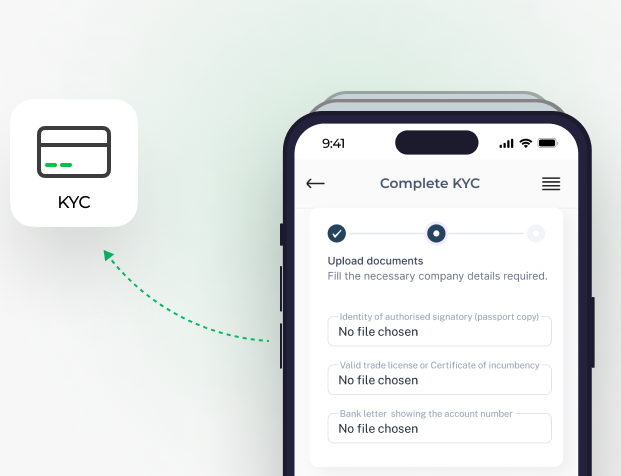 9:41
Complete KYC
KYC
Upload documents
Fill the necessary company details required.
Identity of authorised signatory (passport copy)
No file chosen
Valid trade license or Certificate of incumbency
No file chosen
Bank letter showing the account number
No file chosen